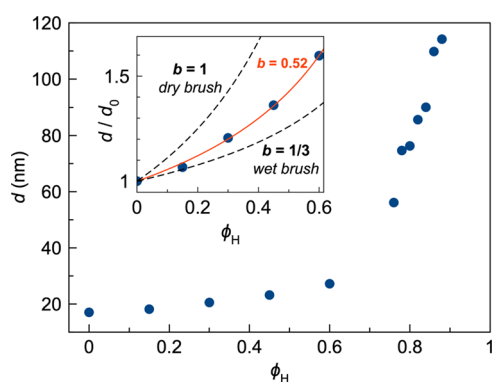 120
100
80
60
40
20
d (nm)
0
0.2
0.4
0.6
0.8
1
ϕH
1.5
1
d / d0
0
0.2
0.4
0.6
ϕH
b = 1
dry brush
b = 0.52
b = 1/3
wet brush